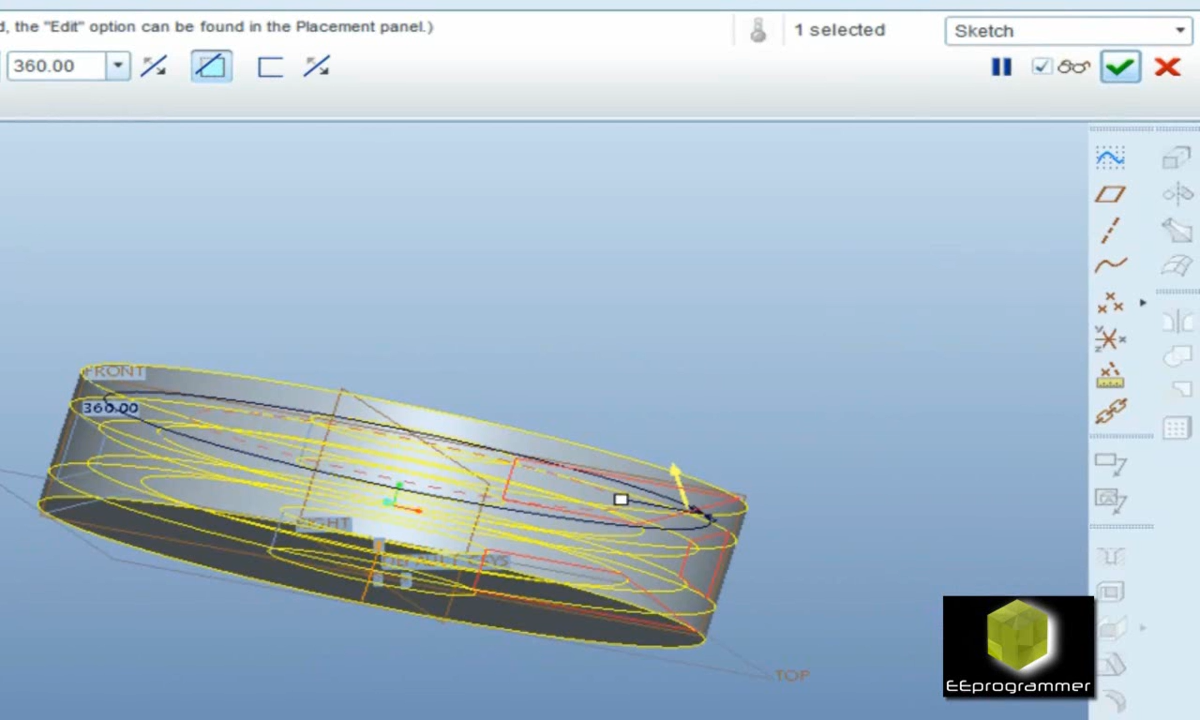 d, the "Edit" option can be found in the Placement panel.)
1 selected
Sketch
360.00
FRONT
360.00
TOP
EEprogrammer